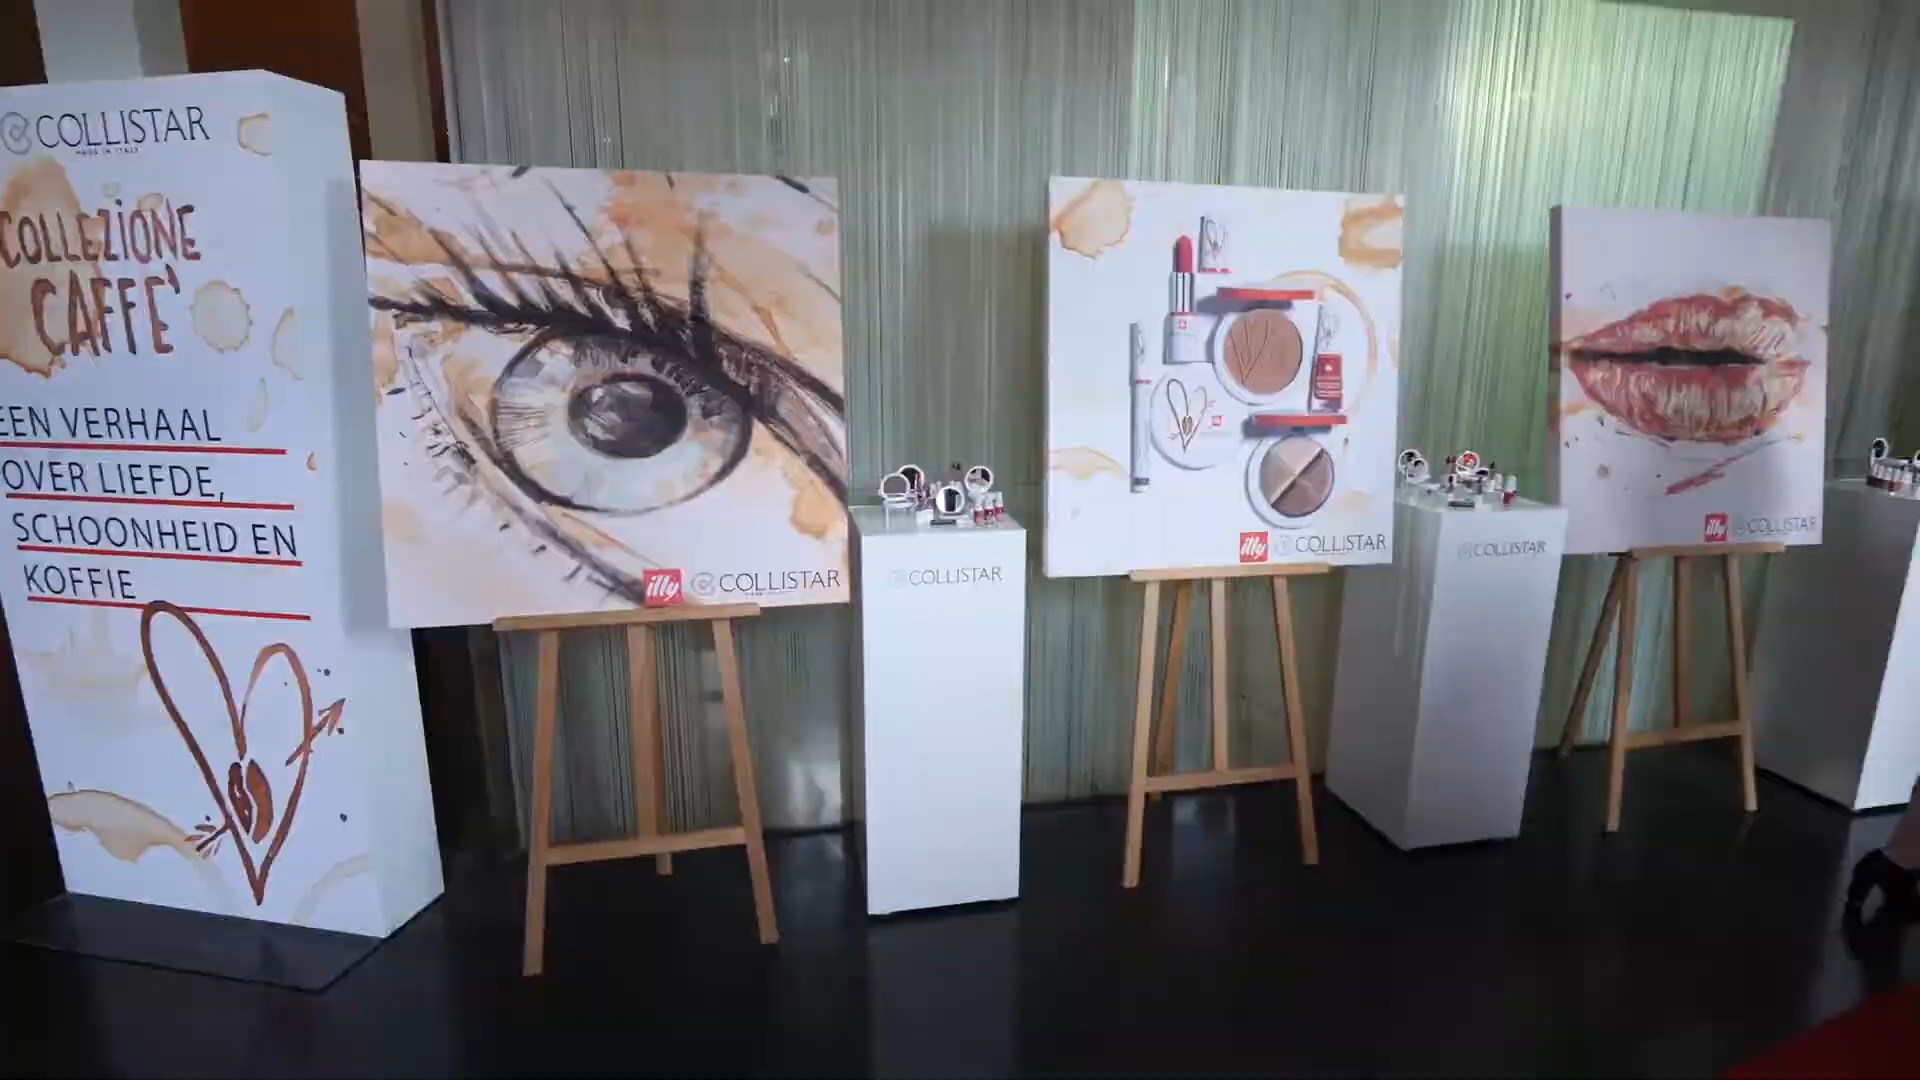 COLLISTAR
MADE IN ITALY
COLLEZIONE
CAFFE'
EEN VERHAAL
OVER LIEFDE,
SCHOONHEID EN
KOFFIE
illy COLLISTAR
COLLISTAR
illy COLLISTAR
COLLISTAR
illy COLLISTAR